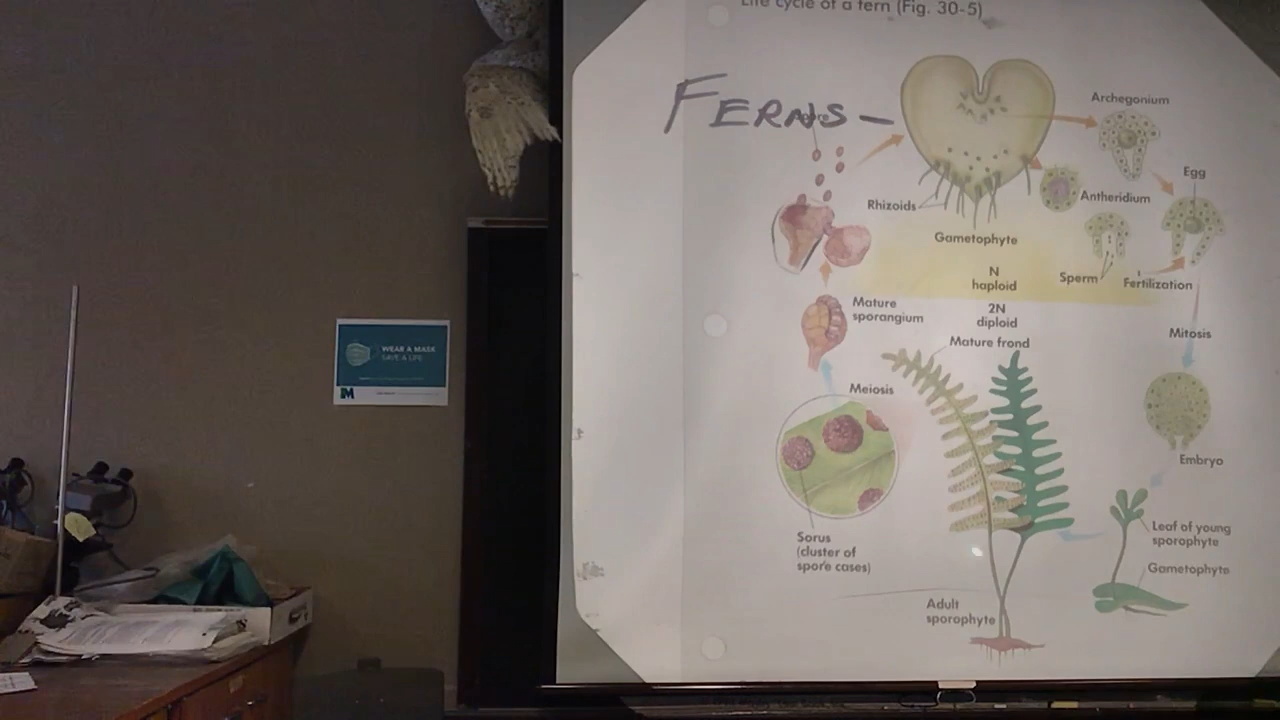 Life cycle of a fern (Fig. 30-5)
FERNS —
Archegonium
Egg
Antheridium
Rhizoids
Gametophyte
Sperm
Fertilization
N
haploid
2N
diploid
Mature
sporangium
Mature frond
Mitosis
Meiosis
Embryo
Sorus
(cluster of
spore cases)
Leaf of young
sporophyte
Gametophyte
Adult
sporophyte
WEAR A MASK
SAVE A LIFE
M